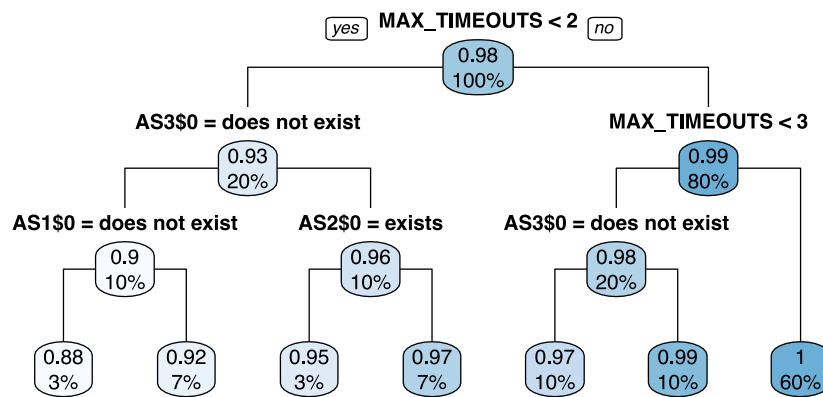 yes MAX_TIMEOUTS < 2 no
0.98
100%
AS3$0 = does not exist MAX_TIMEOUTS < 3
0.93 0.99
20% 80%
AS1$0 = does not exist AS2$0 = exists AS3$0 = does not exist
0.9 0.96 0.98
10% 10% 20%
0.88 0.92 0.95 0.97 0.97 0.99 1
3% 7% 3% 7% 10% 10% 60%